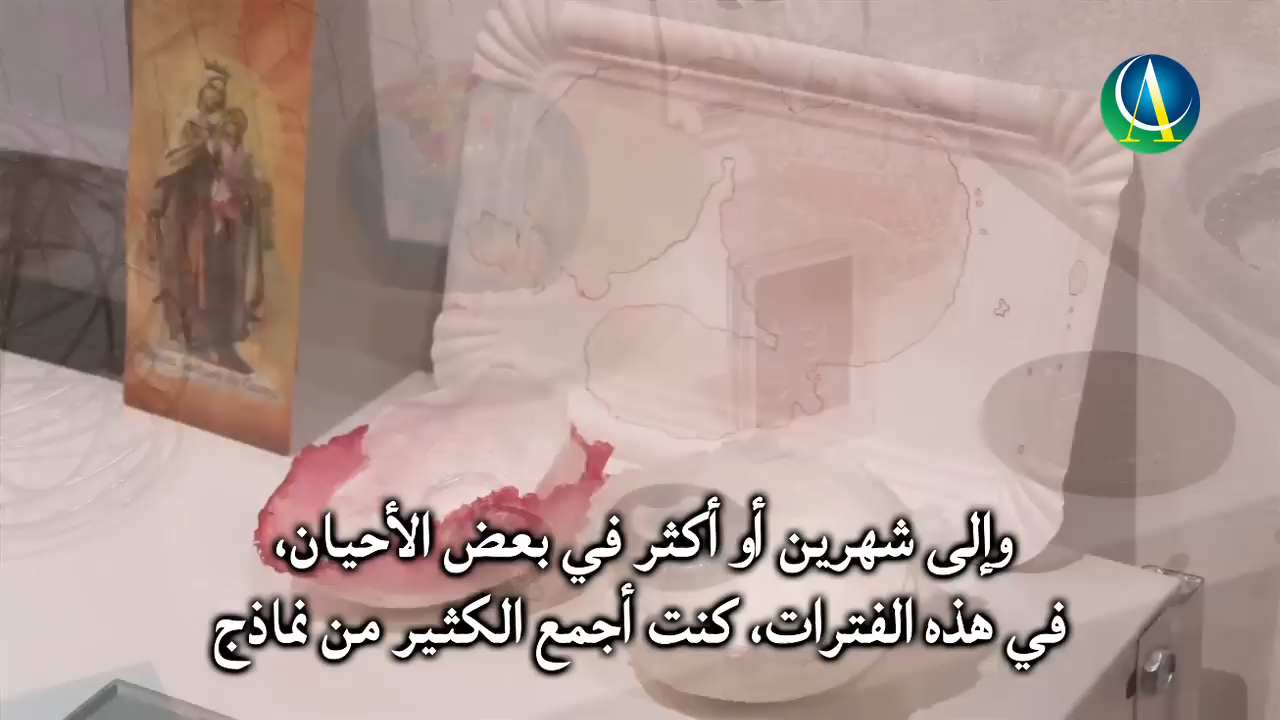 وإلى شهرين أو أكثر في بعض الأحيان،
في هذه الفترات، كنت أجمع الكثير من نماذج